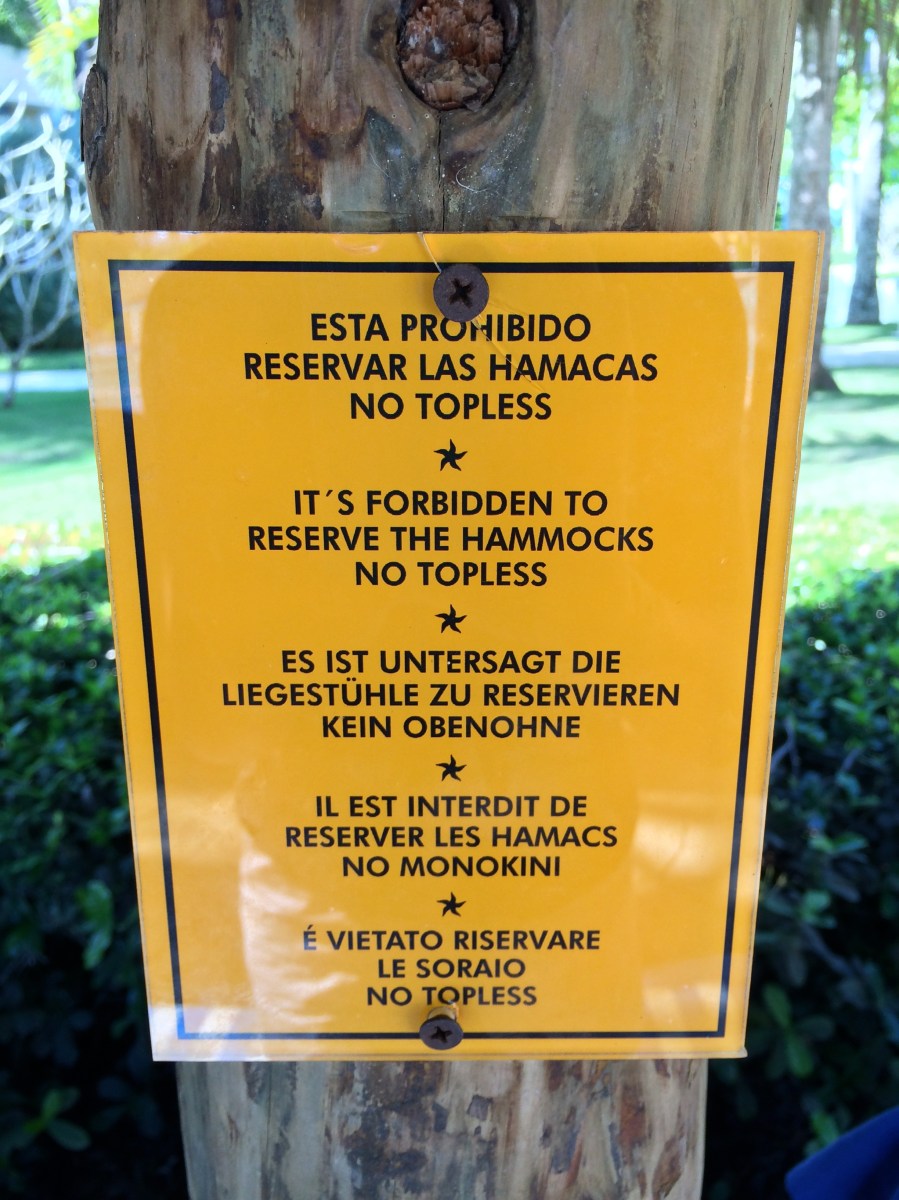 ESTA PROHIBIDO
RESERVAR LAS HAMACAS
NO TOPLESS
IT´S FORBIDDEN TO
RESERVE THE HAMMOCKS
NO TOPLESS
ES IST UNTERSAGT DIE
LIEGESTÜHLE ZU RESERVIEREN
KEIN OBENOHNE
IL EST INTERDIT DE
RESERVER LES HAMACS
NO MONOKINI
É VIETATO RISERVARE
LE SORAIO
NO TOPLESS